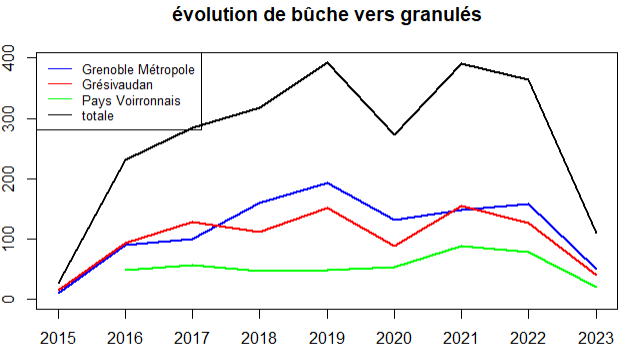 évolution de bûche vers granulés
400
300
200
100
0
Grenoble Métropole
Grésivaudan
Pays Voironnais
totale
2015 2016 2017 2018 2019 2020 2021 2022 2023